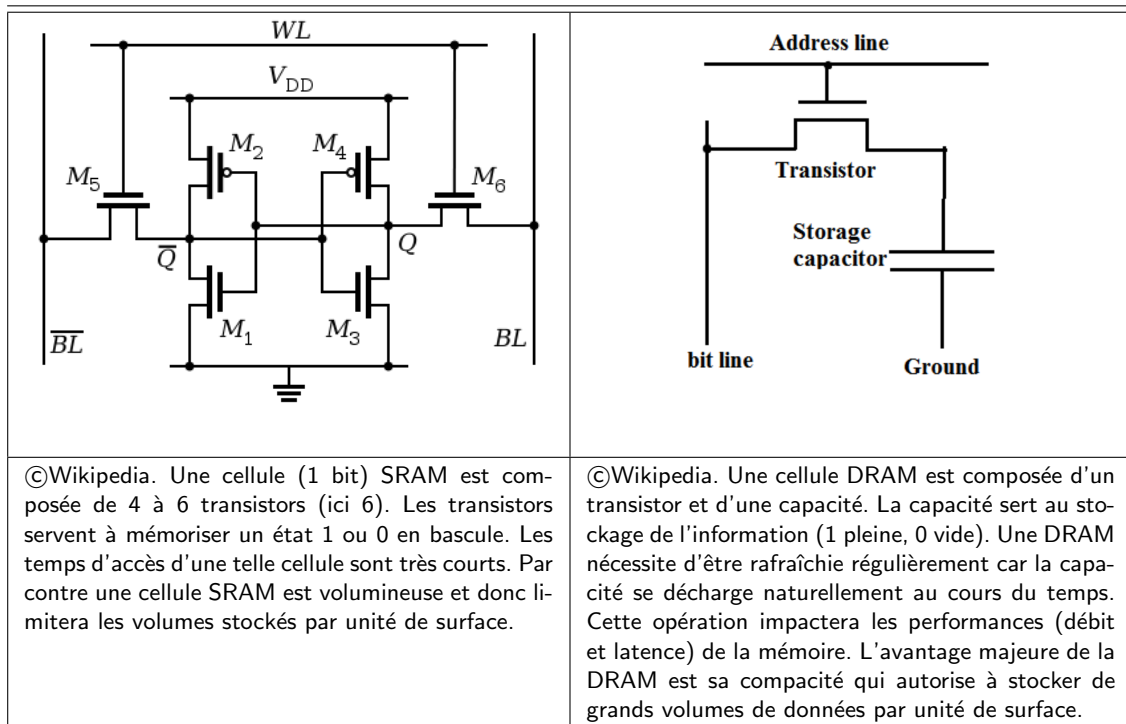 WL
V_DD
M_2
M_4
M_5
M_6
Q̅
Q
M_1
M_3
B̅L̅
BL
Address line
Transistor
Storage
capacitor
bit line
Ground
©Wikipedia. Une cellule (1 bit) SRAM est com-
posée de 4 à 6 transistors (ici 6). Les transistors
servent à mémoriser un état 1 ou 0 en bascule. Les
temps d'accès d'une telle cellule sont très courts. Par
contre une cellule SRAM est volumineuse et donc li-
mitera les volumes stockés par unité de surface.
©Wikipedia. Une cellule DRAM est composée d'un
transistor et d'une capacité. La capacité sert au sto-
ckage de l'information (1 pleine, 0 vide). Une DRAM
nécessite d'être rafraîchie régulièrement car la capa-
cité se décharge naturellement au cours du temps.
Cette opération impactera les performances (débit
et latence) de la mémoire. L'avantage majeure de la
DRAM est sa compacité qui autorise à stocker de
grands volumes de données par unité de surface.